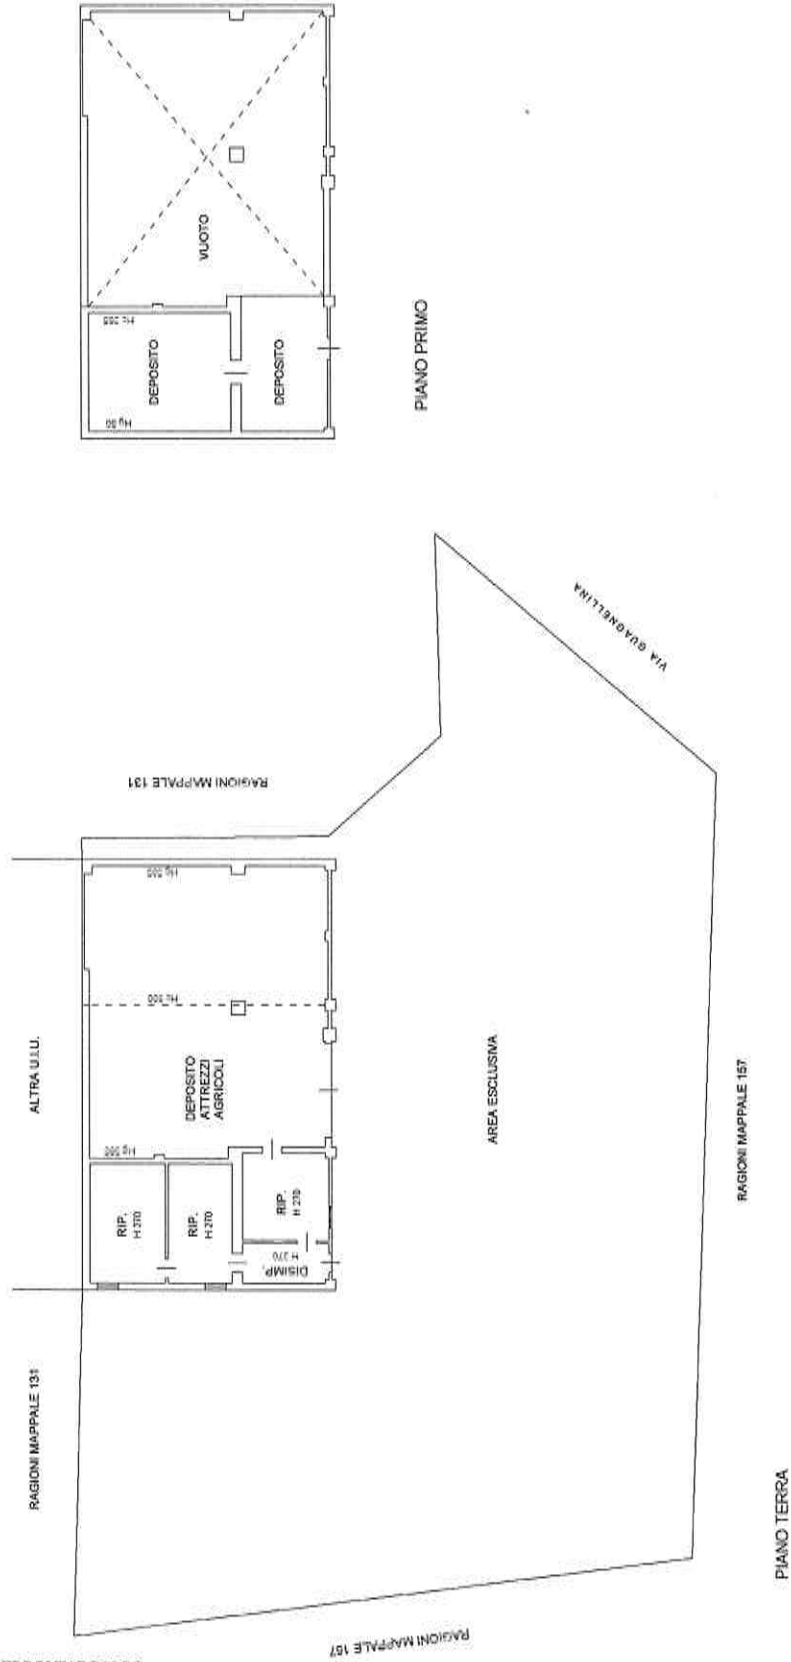 PIANO TERRA
RAGIONI MAPPALE 157
RAGIONI MAPPALE 131
ALTRA U.I.U.
RIP.
H 270
RIP.
H 270
RIP.
H 270
DISIMP.
H 270
DEPOSITO
ATTREZZI
AGRICOLI
AREA ESCLUSIVA
RAGIONI MAPPALE 157
RAGIONI MAPPALE 131
VIA GUAGNELLINA
PIANO PRIMO
DEPOSITO
DEPOSITO
VUOTO